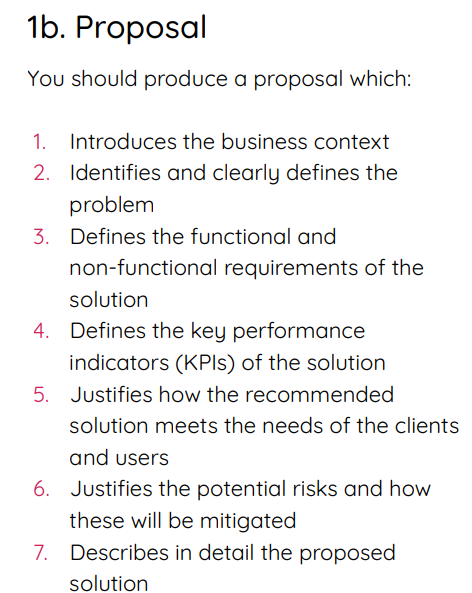 1b. Proposal
You should produce a proposal which:
1. Introduces the business context
2. Identifies and clearly defines the
problem
3. Defines the functional and
non-functional requirements of the
solution
4. Defines the key performance
indicators (KPIs) of the solution
5. Justifies how the recommended
solution meets the needs of the clients
and users
6. Justifies the potential risks and how
these will be mitigated
7. Describes in detail the proposed
solution